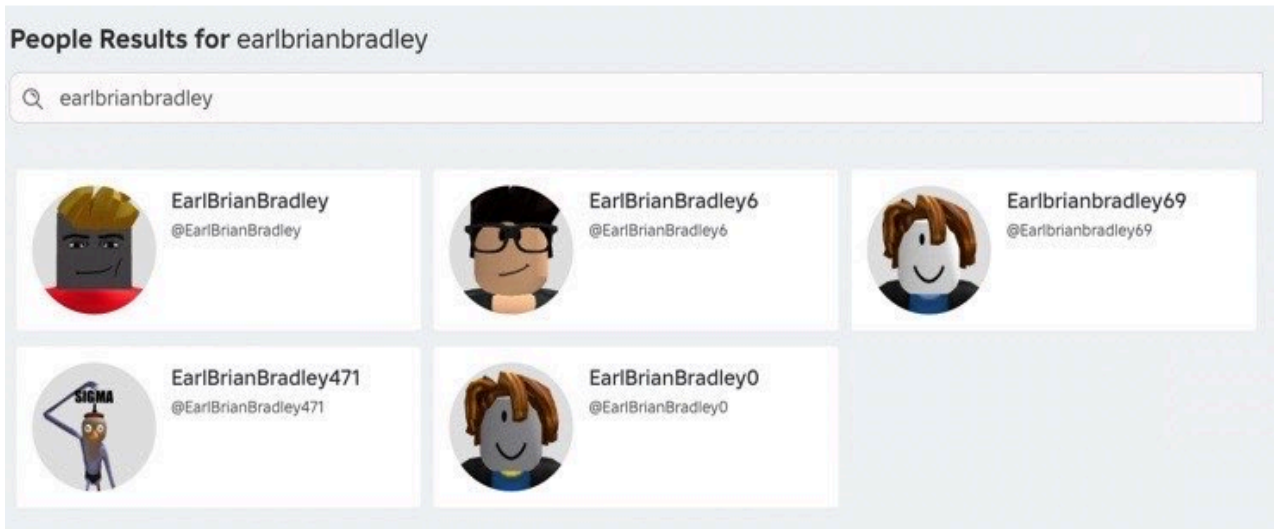 People Results for earlbrianbradley
earlbrianbradley
EarlBrianBradley
@EarlBrianBradley
EarlBrianBradley6
@EarlBrianBradley6
Earlbrianbradley69
@Earlbrianbradley69
SIGMA
EarlBrianBradley471
@EarlBrianBradley471
EarlBrianBradley0
@EarlBrianBradley0